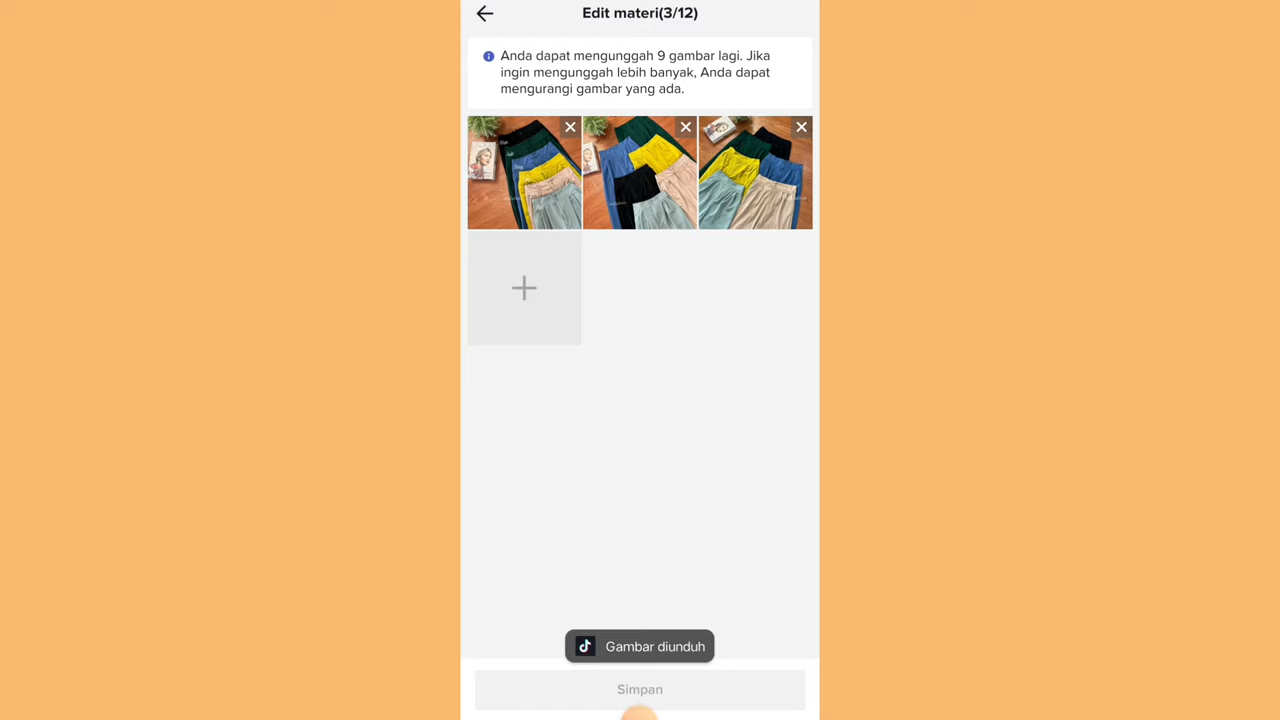 Edit materi(3/12)
Anda dapat mengunggah 9 gambar lagi. Jika
ingin mengunggah lebih banyak, Anda dapat
mengurangi gambar yang ada.
Gambar diunduh
Simpan